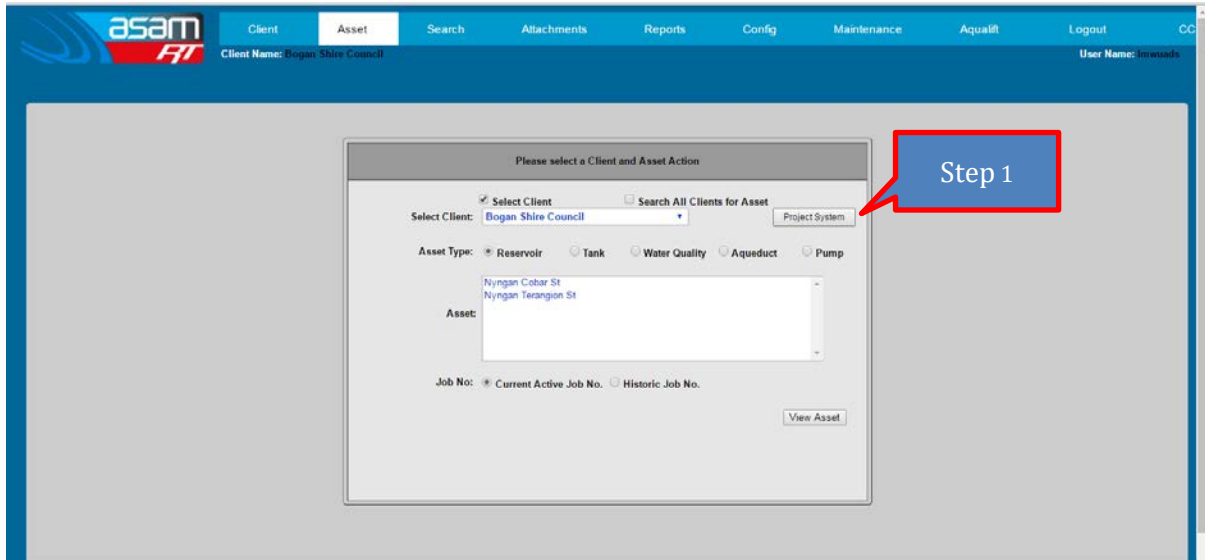 asam RT
Client Asset Search Attachments Reports Config Maintenance Aqualift Logout CC
Client Name: Bogan Shire Council User Name:
Please select a Client and Asset Action
Step 1
Select Client Search All Clients for Asset
Select Client: Bogan Shire Council Project System
Asset Type: Reservoir Tank Water Quality Aqueduct Pump
Nyngan Cobar St
Nyngan Terangion St
Asset:
Job No: Current Active Job No. Historic Job No.
View Asset